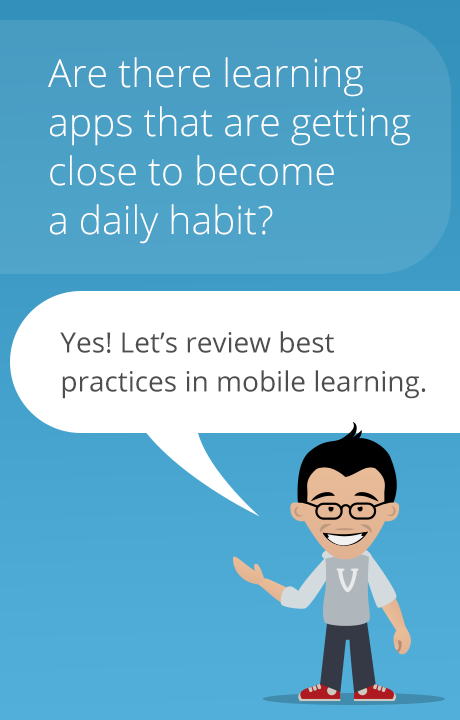 Are there learning
apps that are getting
close to become
a daily habit?
Yes! Let’s review best
practices in mobile learning.
V